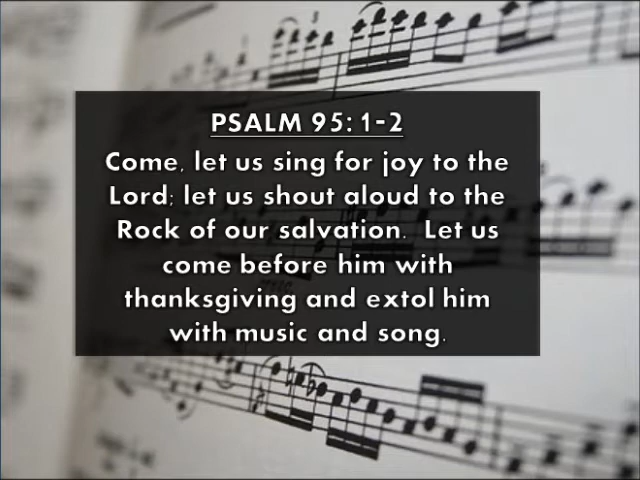 PSALM 95: 1-2
Come, let us sing for joy to the
Lord; let us shout aloud to the
Rock of our salvation.  Let us
come before him with
thanksgiving and extol him
with music and song.